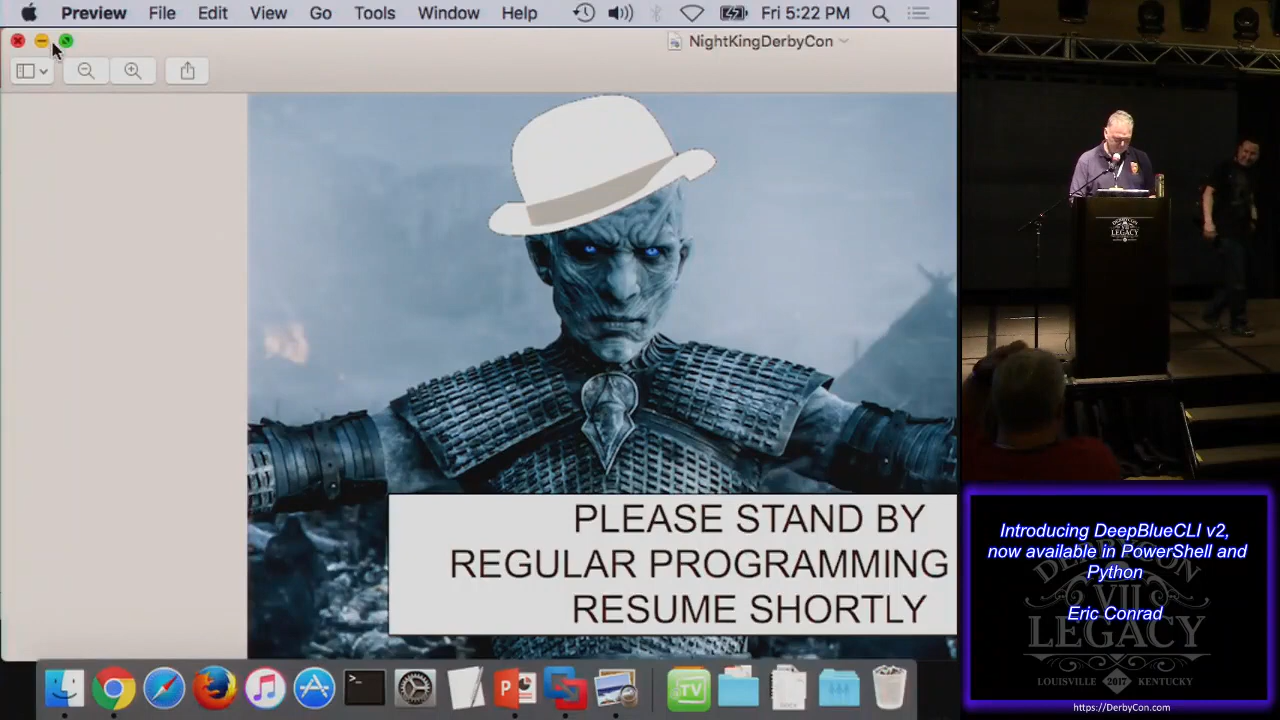 Preview File Edit View Go Tools Window Help Fri 5:22 PM
NightKingDerbyCon
PLEASE STAND BY
REGULAR PROGRAMMING
RESUME SHORTLY
LEGACY
Introducing DeepBlueCLI v2,
now available in PowerShell and
Python
Eric Conrad
DERBYCON
VII
LEGACY
LOUISVILLE 2017 KENTUCKY
https://DerbyCon.com